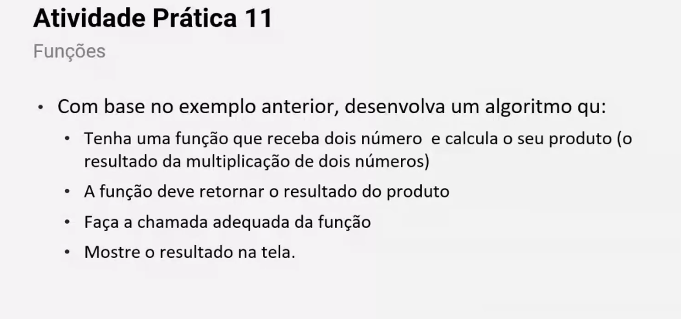 Atividade Prática 11
Funções
• Com base no exemplo anterior, desenvolva um algoritmo qu:
• Tenha uma função que receba dois número e calcula o seu produto (o
resultado da multiplicação de dois números)
• A função deve retornar o resultado do produto
• Faça a chamada adequada da função
• Mostre o resultado na tela.